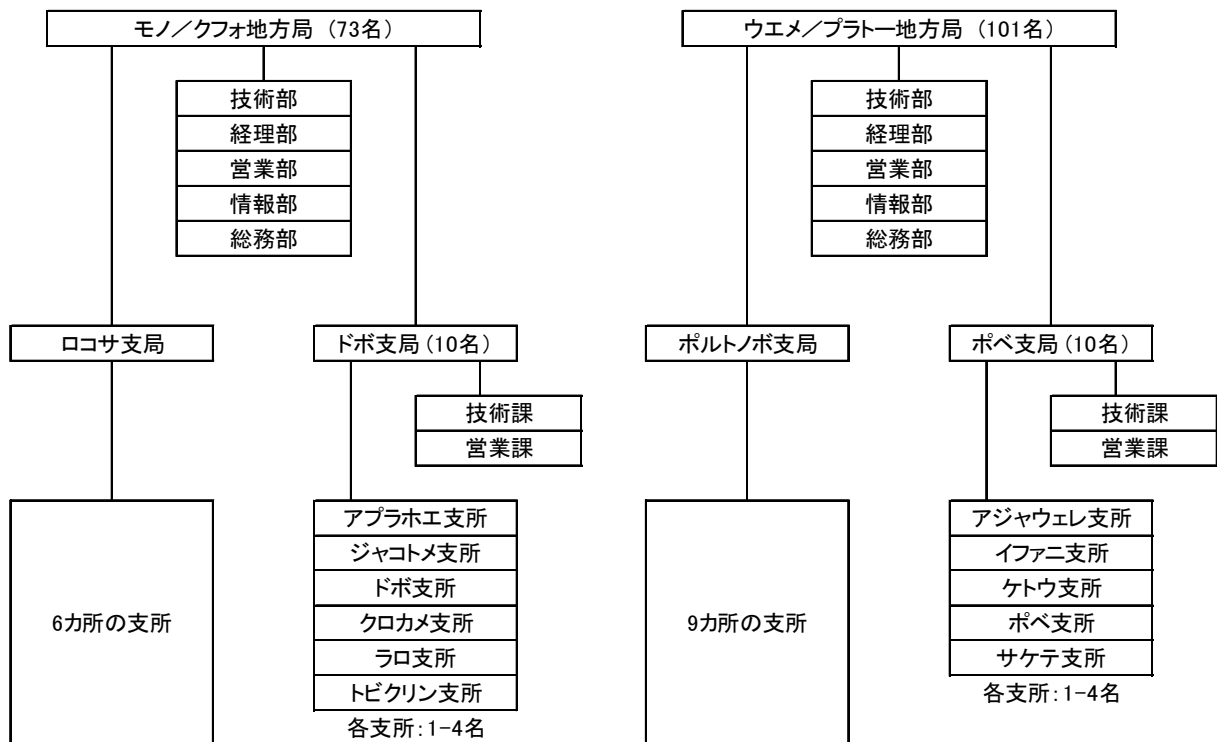 モノ／クフォ地方局 (73名)
技術部
経理部
営業部
情報部
総務部
ロコサ支局
ドボ支局 (10名)
技術課
営業課
6カ所の支所
アプラホエ支所
ジャコトメ支所
ドボ支所
クロカメ支所
ラロ支所
トビクリン支所
各支所：1-4名
ウエメ／プラトー地方局 (101名)
技術部
経理部
営業部
情報部
総務部
ポルトノボ支局
ポベ支局 (10名)
技術課
営業課
9カ所の支所
アジャウェレ支所
イファニ支所
ケトウ支所
ポベ支所
サケテ支所
各支所：1-4名